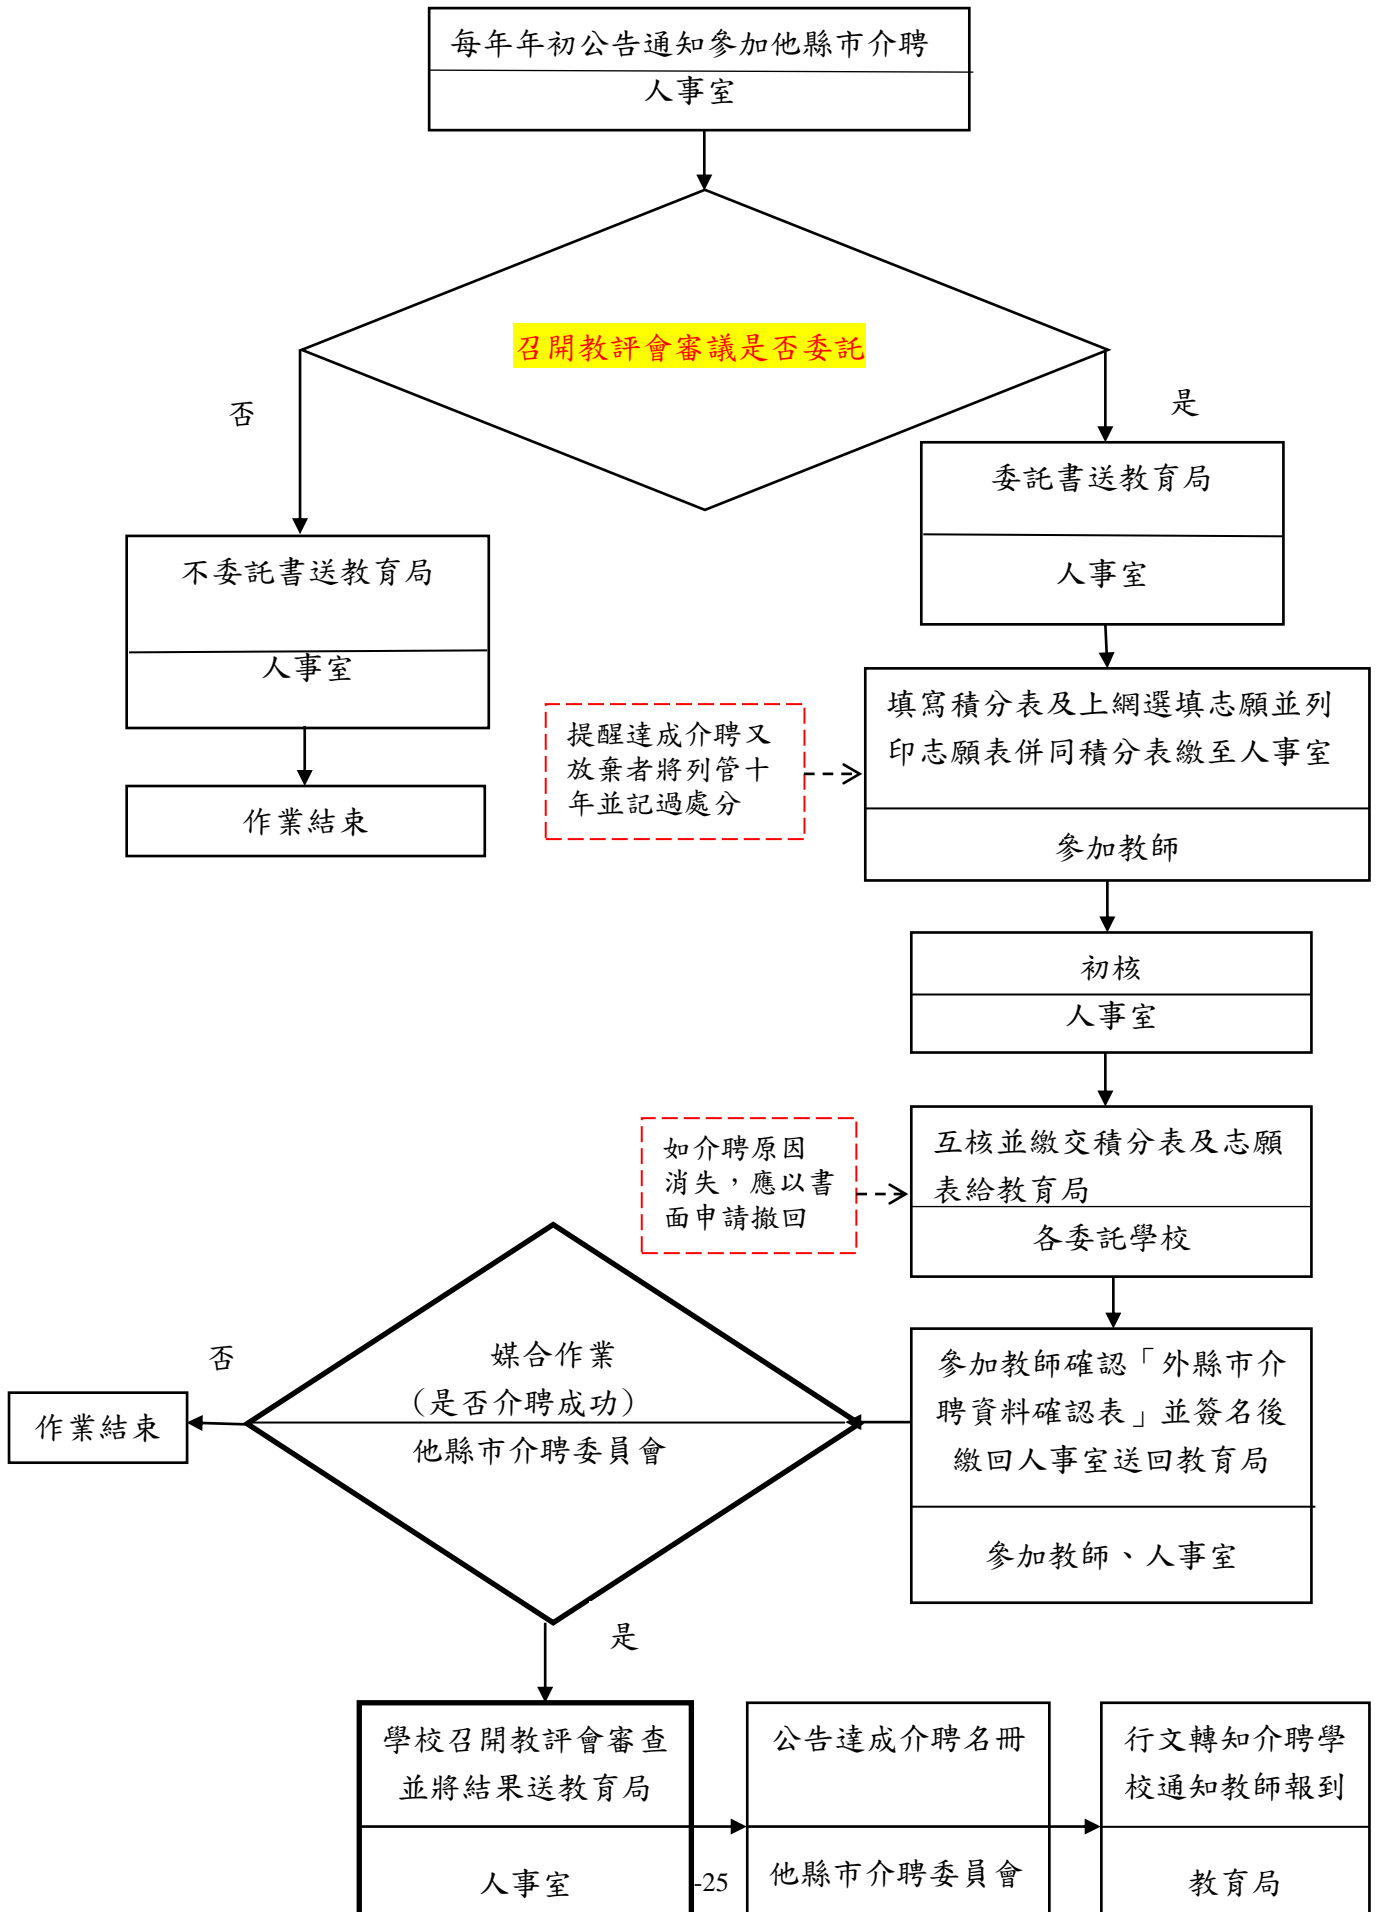 每年年初公告通知參加他縣市介聘
人事室
召開教評會審議是否委託
否
是
委託書送教育局
人事室
不委託書送教育局
人事室
作業結束
填寫積分表及上網選填志願並列
印志願表併同積分表繳至人事室
參加教師
提醒達成介聘又
放棄者將列管十
年並記過處分
初核
人事室
互核並繳交積分表及志願
表給教育局
各委託學校
如介聘原因
消失，應以書
面申請撤回
參加教師確認「外縣市介
聘資料確認表」並簽名後
繳回人事室送回教育局
參加教師、人事室
媒合作業
(是否介聘成功)
他縣市介聘委員會
否
作業結束
是
學校召開教評會審查
並將結果送教育局
人事室
公告達成介聘名冊
他縣市介聘委員會
行文轉知介聘學
校通知教師報到
教育局
-25